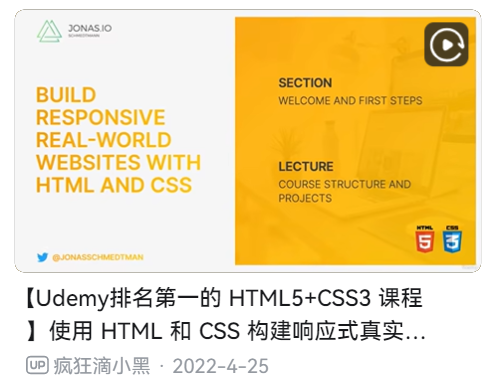 JONAS.IO
SCHMEDTMANN
BUILD
RESPONSIVE
REAL-WORLD
WEBSITES WITH
HTML AND CSS
@JONASSCHMEDTMAN
SECTION
WELCOME AND FIRST STEPS
LECTURE
COURSE STRUCTURE AND
PROJECTS
HTML
5
CSS
3
【Udemy排名第一的 HTML5+CSS3 课程
】使用 HTML 和 CSS 构建响应式真实…
UP 疯狂滴小黑 · 2022-4-25